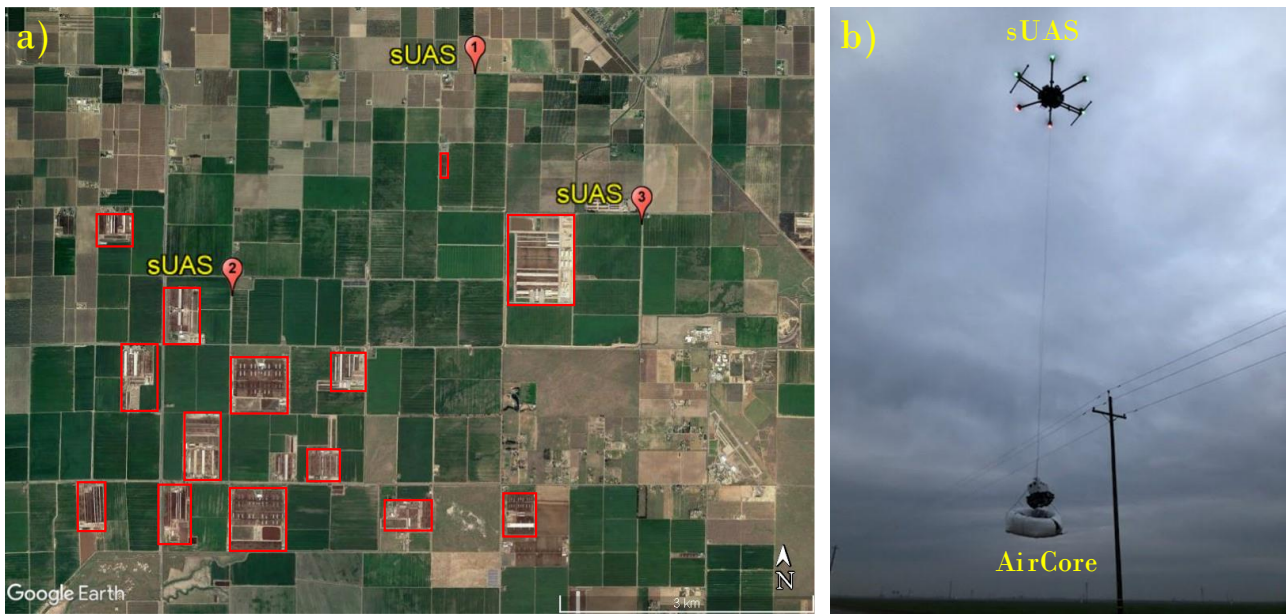 a)
sUAS 1
sUAS 3
sUAS 2
Google Earth
N
3 km
b)
sUAS
AirCore